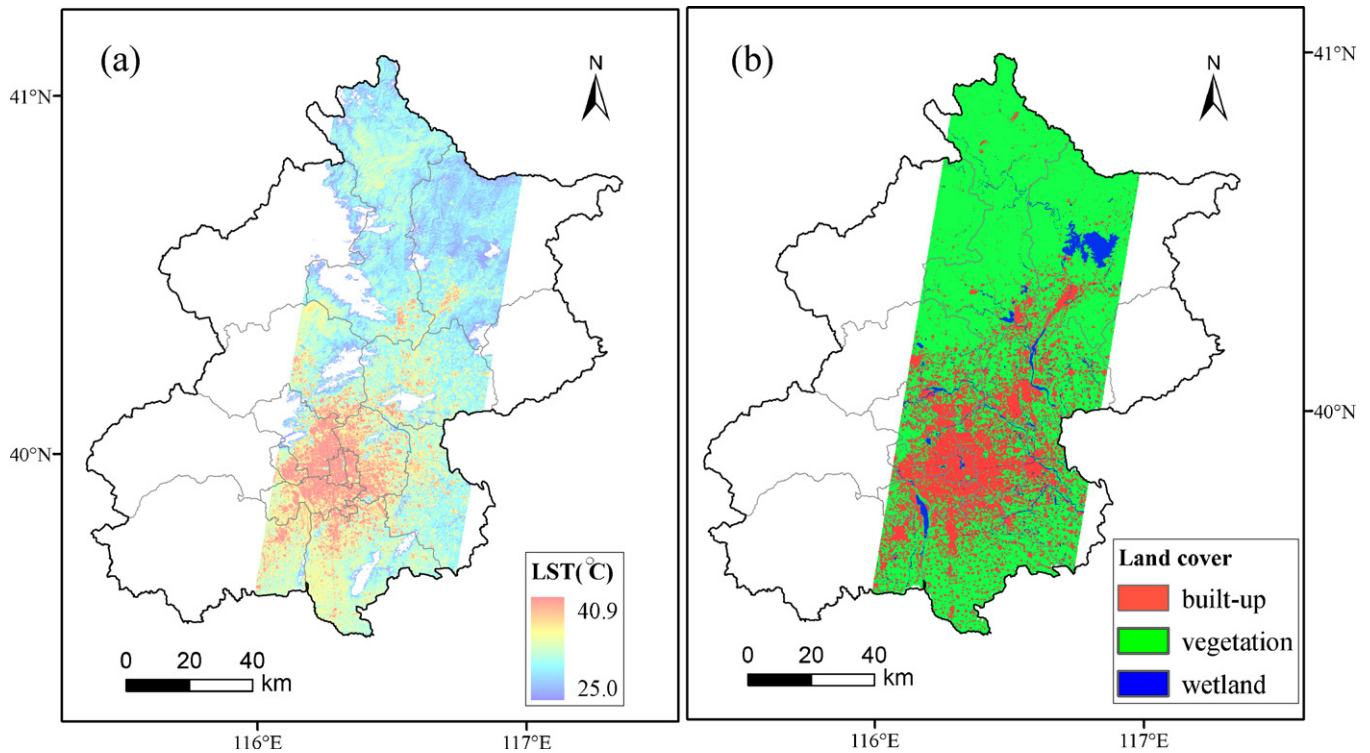 (a)
N
41°N
40°N
LST(°C)
40.9
25.0
0 20 40
km
116°E
117°E
(b)
N
41°N
40°N
Land cover
built-up
vegetation
wetland
0 20 40
km
116°E
117°E